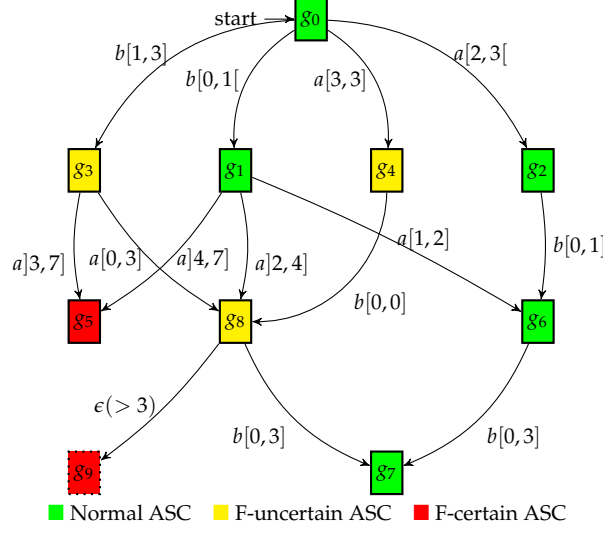 start g0
b[1, 3] b[0, 1[ a[3, 3] a[2, 3[
g3 g1 g4 g2
a]3, 7] a[0, 3] a]4, 7] a]2, 4] a[1, 2] b[0, 1]
b[0, 0]
g5 g8 g6
ϵ(> 3) b[0, 3] b[0, 3]
g9 g7
Normal ASC F-uncertain ASC F-certain ASC